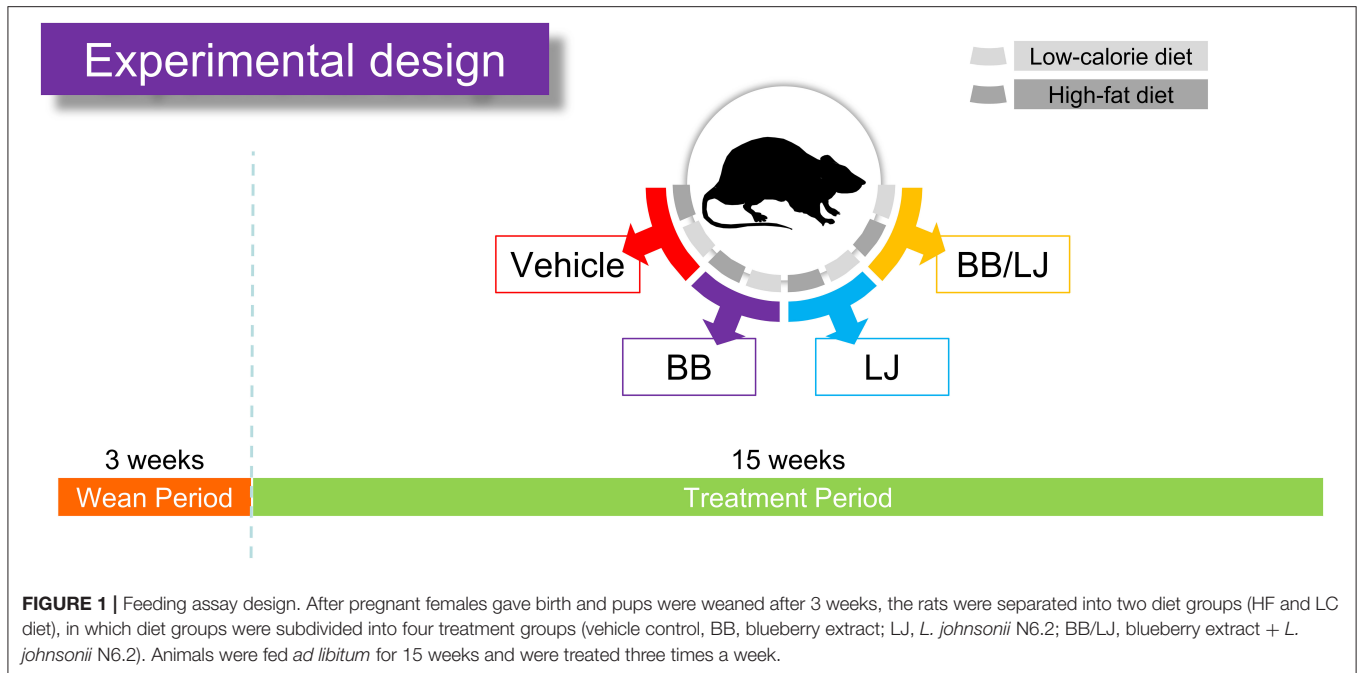 Experimental design
Low-calorie diet
High-fat diet
Vehicle
BB/LJ
BB
LJ
3 weeks
15 weeks
Wean Period
Treatment Period
FIGURE 1 | Feeding assay design. After pregnant females gave birth and pups were weaned after 3 weeks, the rats were separated into two diet groups (HF and LC
diet), in which diet groups were subdivided into four treatment groups (vehicle control, BB, blueberry extract; LJ, L. johnsonii N6.2; BB/LJ, blueberry extract + L.
johnsonii N6.2). Animals were fed ad libitum for 15 weeks and were treated three times a week.